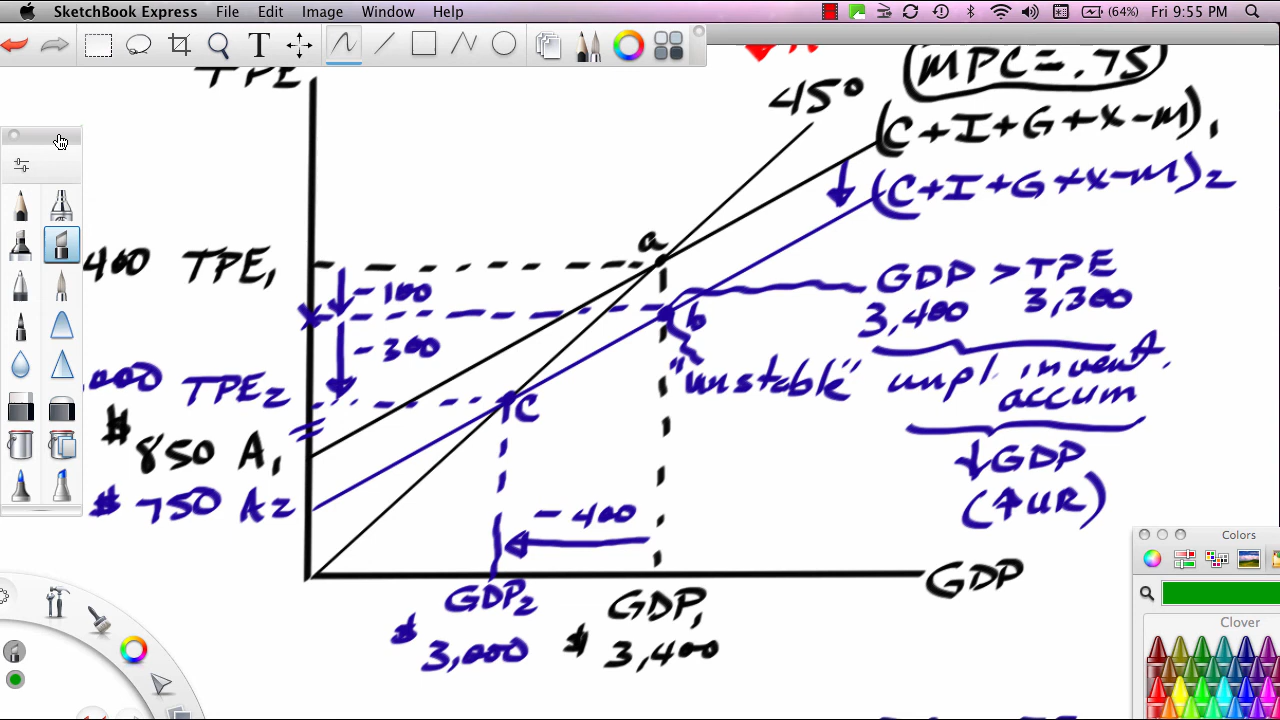 SketchBook Express File Edit Image Window Help (64%) Fri 9:55 PM
TPE
(MPC=.75)
45°
(C+I+G+X-M)₁
(C+I+G+X-M)₂
a
400 TPE₁
-100
GDP > TPE
3,400 3,300
b
-300
"unstable"
unpl. invent.
accum
000 TPE₂
C
$850 A₁
↓GDP
(↑UR)
$750 A₂
-400
Colors
GDP
GDP₂
$3,000
GDP₁
$3,400
Clover